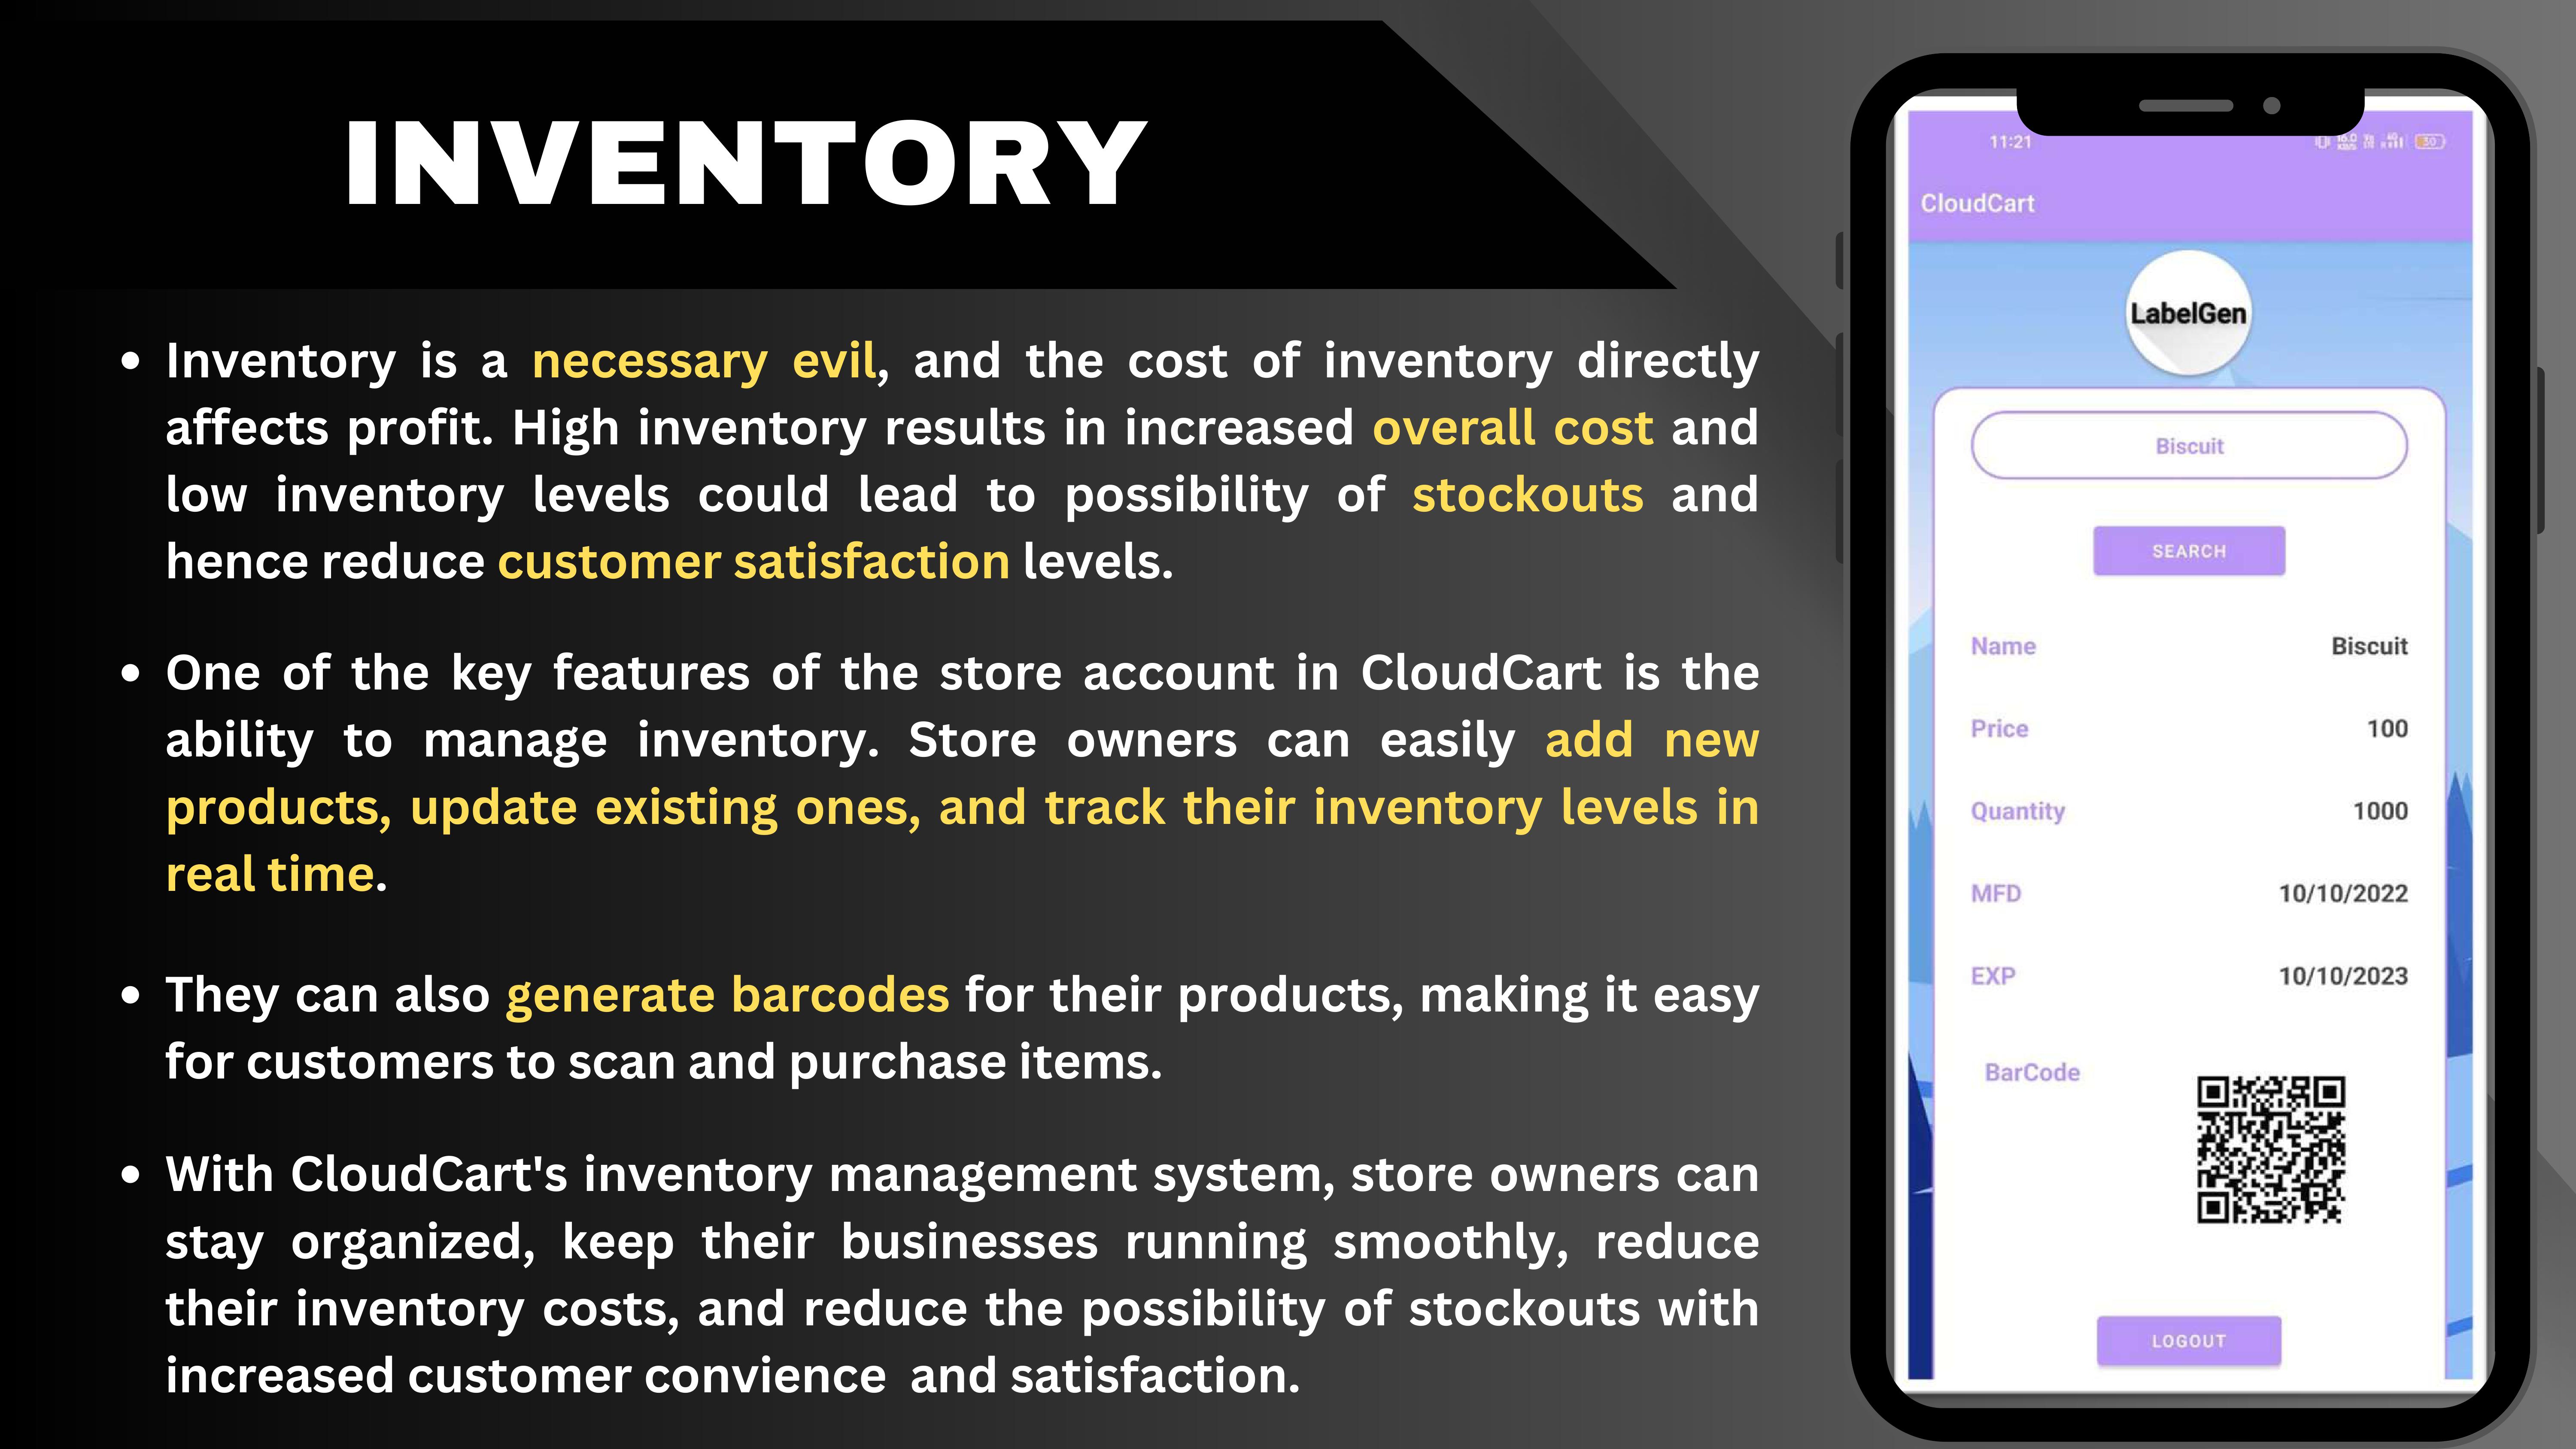 INVENTORY
Inventory is a necessary evil, and the cost of inventory directly
affects profit. High inventory results in increased overall cost and
low inventory levels could lead to possibility of stockouts and
hence reduce customer satisfaction levels.
One of the key features of the store account in CloudCart is the
ability to manage inventory. Store owners can easily add new
products, update existing ones, and track their inventory levels in
real time.
They can also generate barcodes for their products, making it easy
for customers to scan and purchase items.
With CloudCart's inventory management system, store owners can
stay organized, keep their businesses running smoothly, reduce
their inventory costs, and reduce the possibility of stockouts with
increased customer convience and satisfaction.
11:21
30
CloudCart
LabelGen
Biscuit
SEARCH
Name Biscuit
Price 100
Quantity 1000
MFD 10/10/2022
EXP 10/10/2023
BarCode
LOGOUT